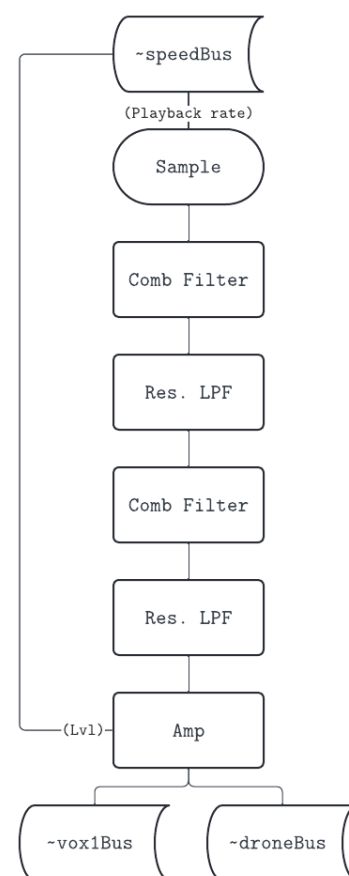 ~speedBus
(Playback rate)
Sample
Comb Filter
Res. LPF
Comb Filter
Res. LPF
(Lvl)
Amp
~vox1Bus
~droneBus